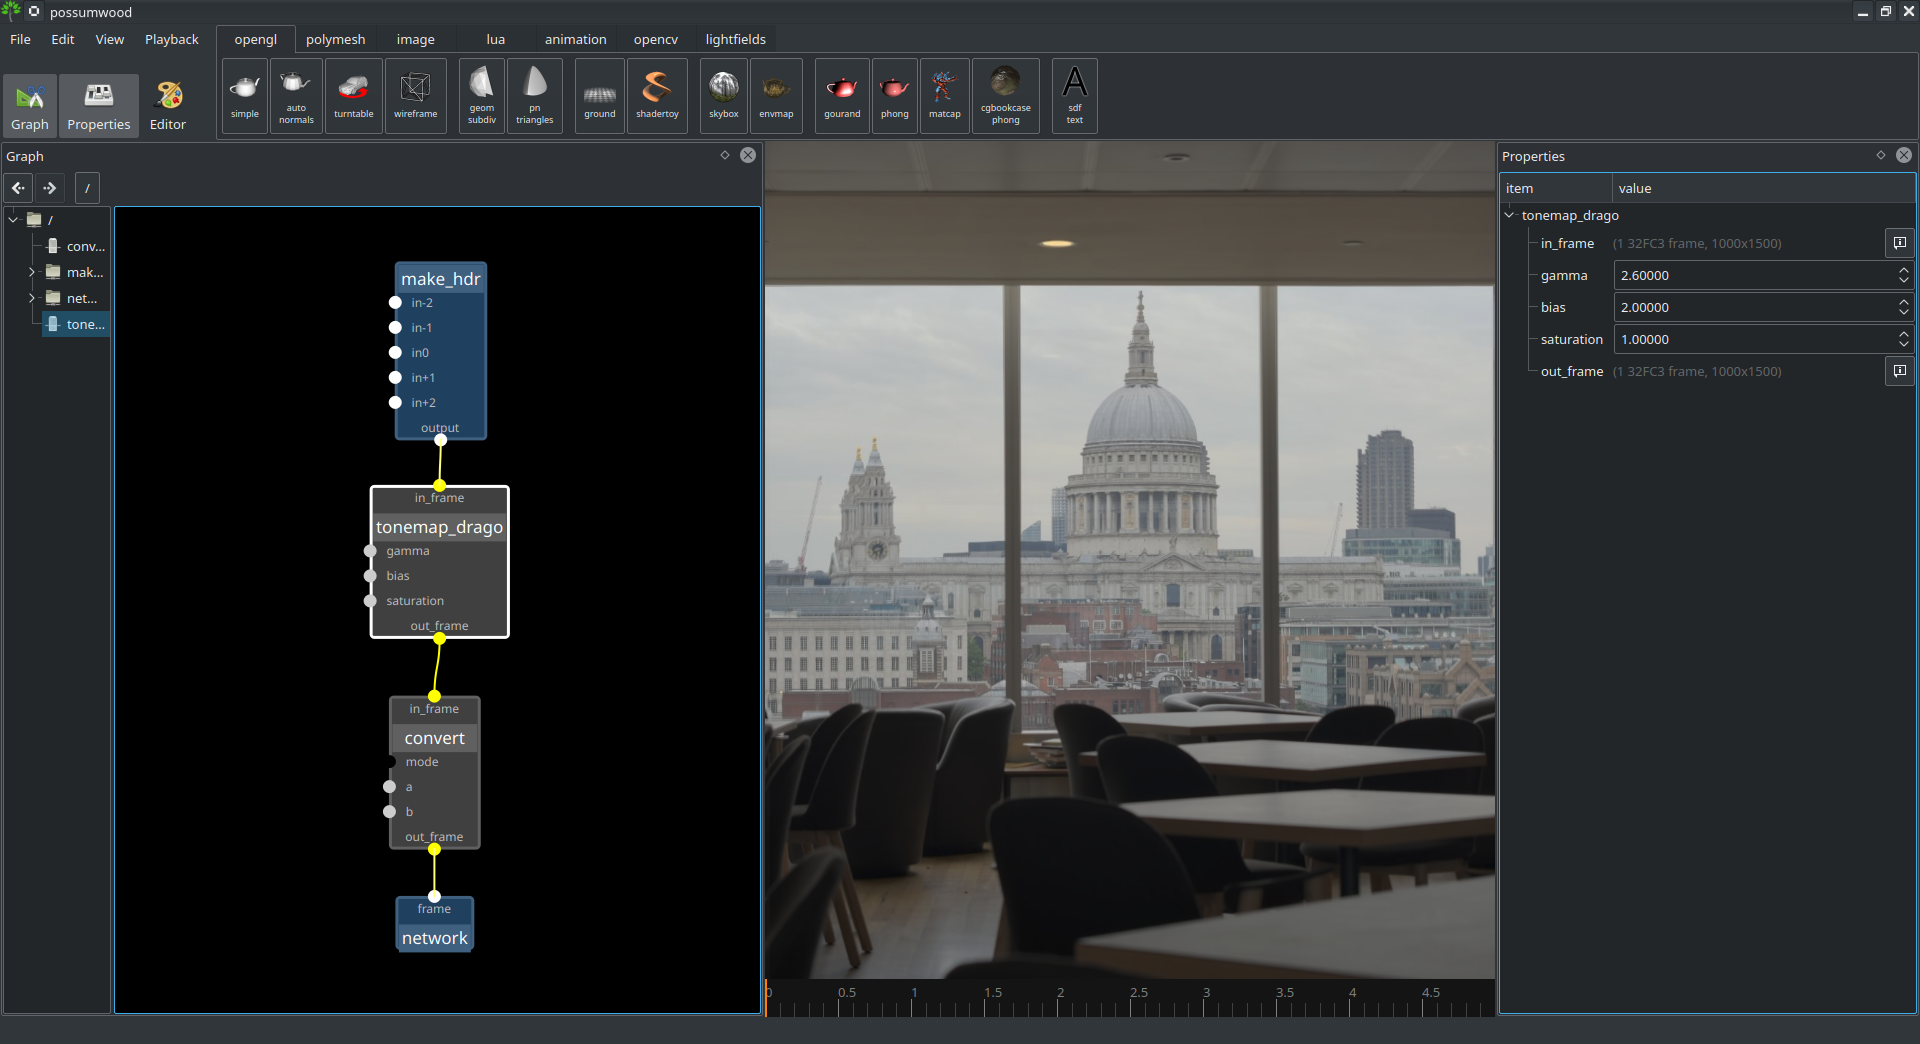 possumwood
File Edit View Playback
opengl polymesh image lua animation opencv lightfields
Graph Properties Editor
simple
auto normals
turntable
wireframe
geom subdiv
pn triangles
ground
shadertoy
skybox
envmap
gourand
phong
matcap
cgbookcase phong
A
sdf text
Graph
/
/
conv...
mak...
net...
tone...
make_hdr
in-2
in-1
in0
in+1
in+2
output
in_frame
tonemap_drago
gamma
bias
saturation
out_frame
in_frame
convert
mode
a
b
out_frame
frame
network
0 0.5 1 1.5 2 2.5 3 3.5 4 4.5
Properties
item value
tonemap_drago
in_frame (1 32FC3 frame, 1000x1500)
gamma 2.60000
bias 2.00000
saturation 1.00000
out_frame (1 32FC3 frame, 1000x1500)